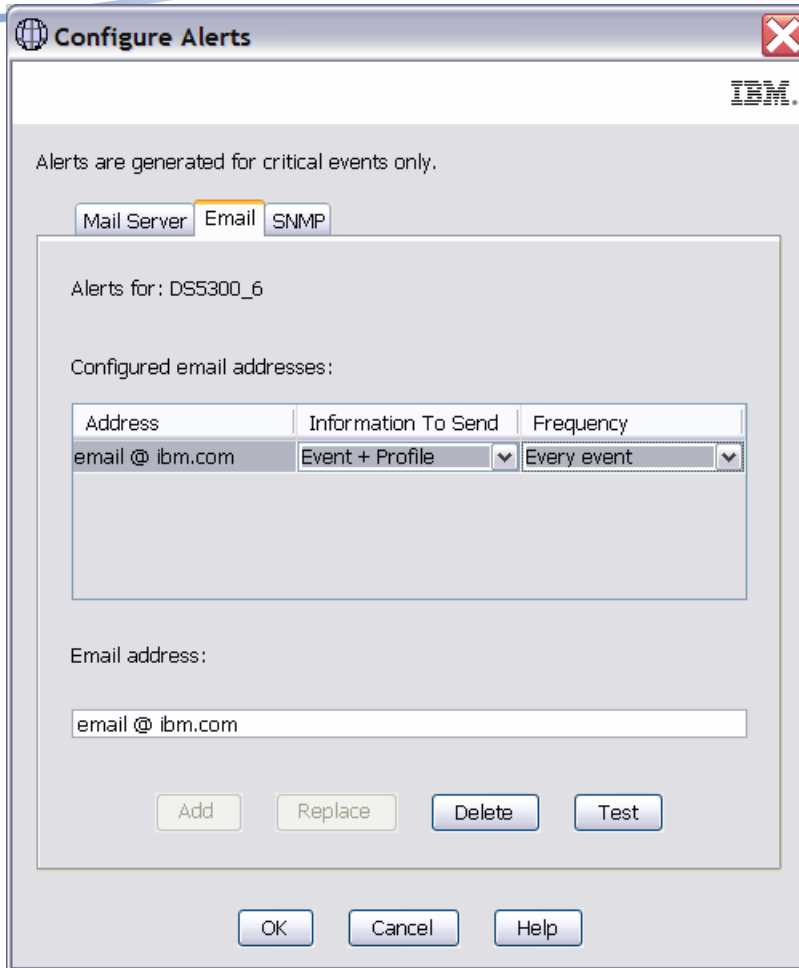 Configure Alerts
IBM.
Alerts are generated for critical events only.
Mail Server Email SNMP
Alerts for: DS5300_6
Configured email addresses:
Address Information To Send Frequency
email @ ibm.com Event + Profile Every event
Email address:
email @ ibm.com
Add Replace Delete Test
OK Cancel Help